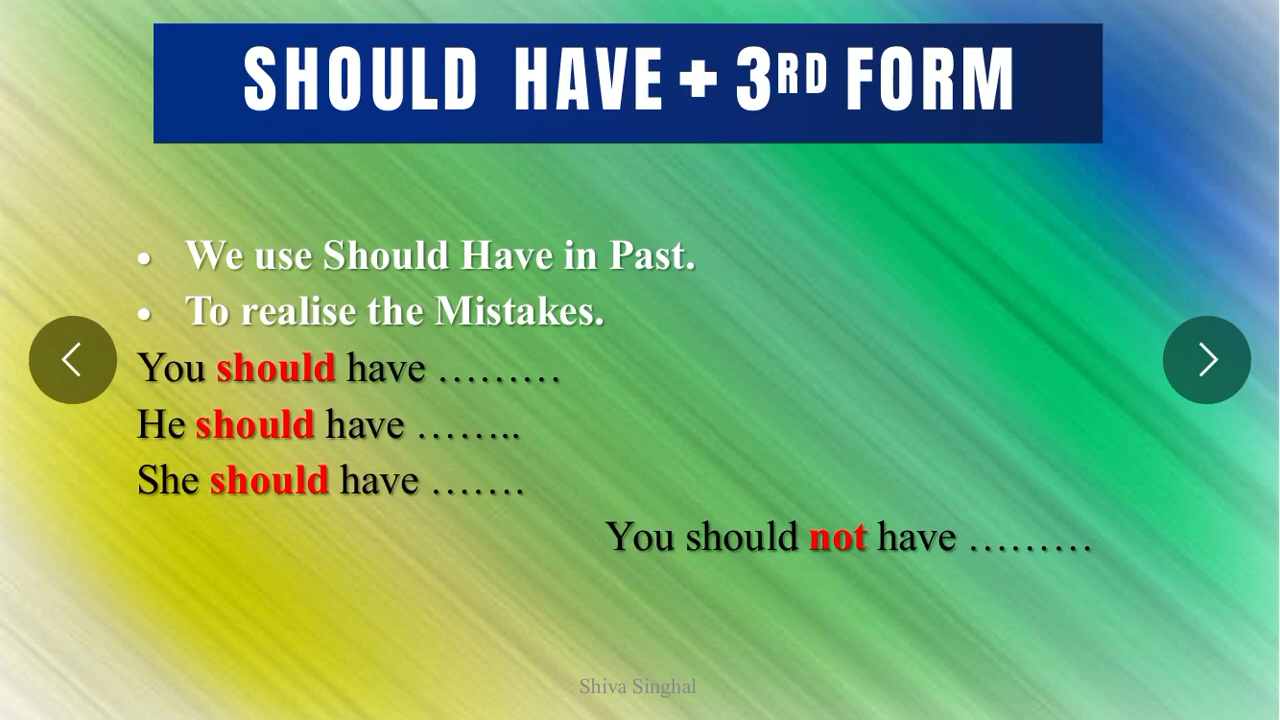 SHOULD HAVE + 3RD FORM
• We use Should Have in Past.
• To realise the Mistakes.
You should have ………
He should have ……..
She should have …….
You should not have ………
Shiva Singhal